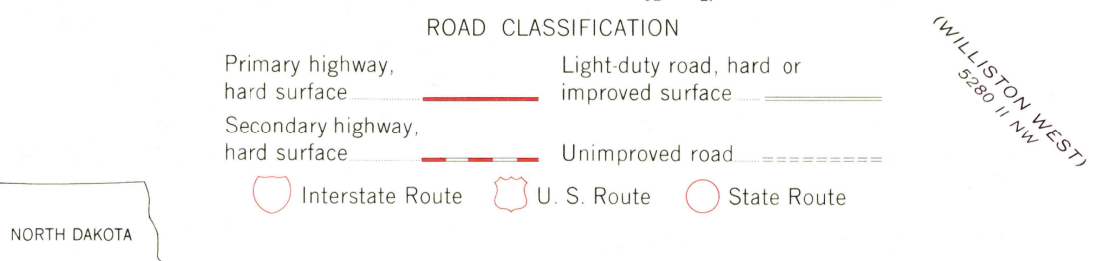 ROAD CLASSIFICATION
Primary highway,
hard surface
Light-duty road, hard or
improved surface
Secondary highway,
hard surface
Unimproved road
Interstate Route
U. S. Route
State Route
(WILLISTON WEST)
5280 II NW
NORTH DAKOTA